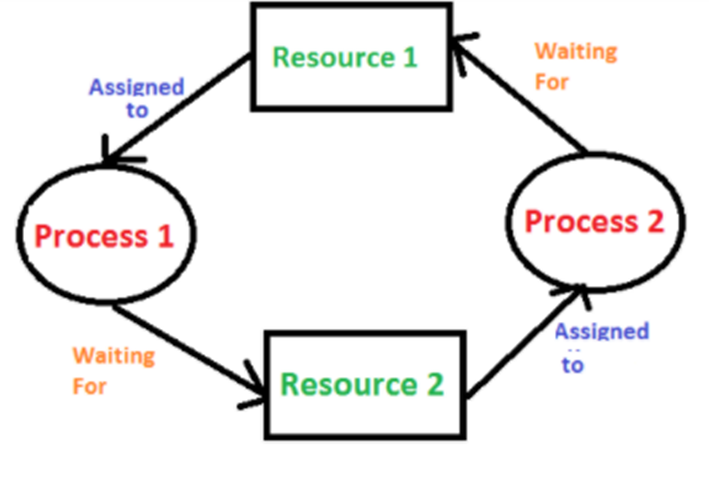 Resource 1
Waiting
For
Assigned
to
Process 1
Process 2
Assigned
to
Waiting
For
Resource 2